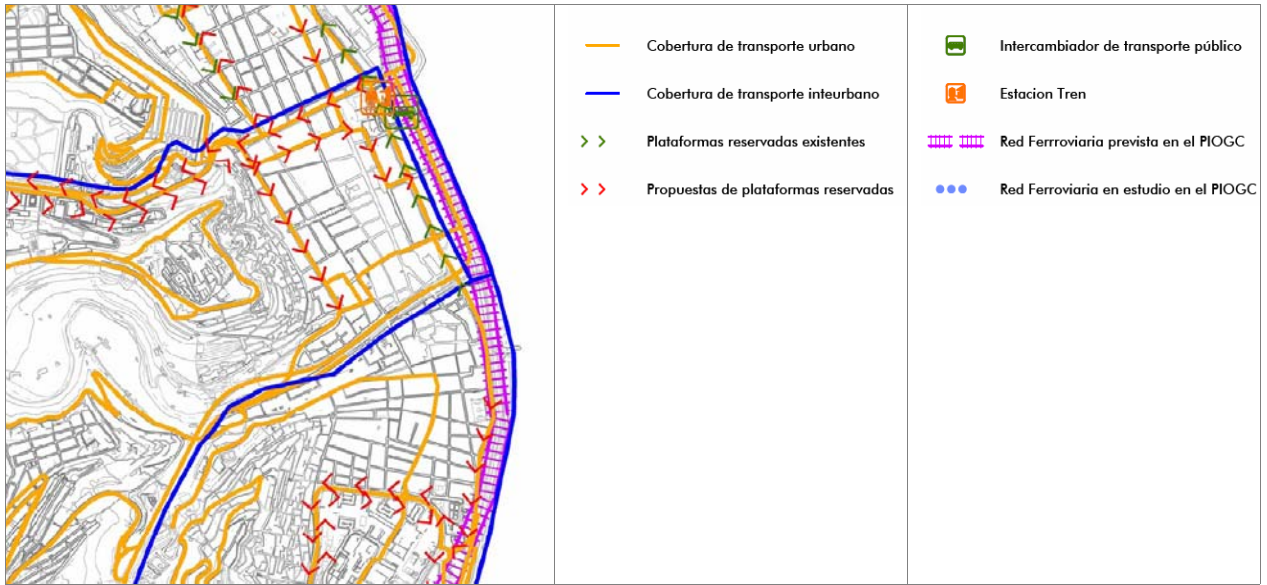 Cobertura de transporte urbano
Cobertura de transporte inteurbano
Plataformas reservadas existentes
Propuestas de plataformas reservadas
Intercambiador de transporte público
Estacion Tren
Red Ferrroviaria prevista en el PIOGC
Red Ferroviaria en estudio en el PIOGC